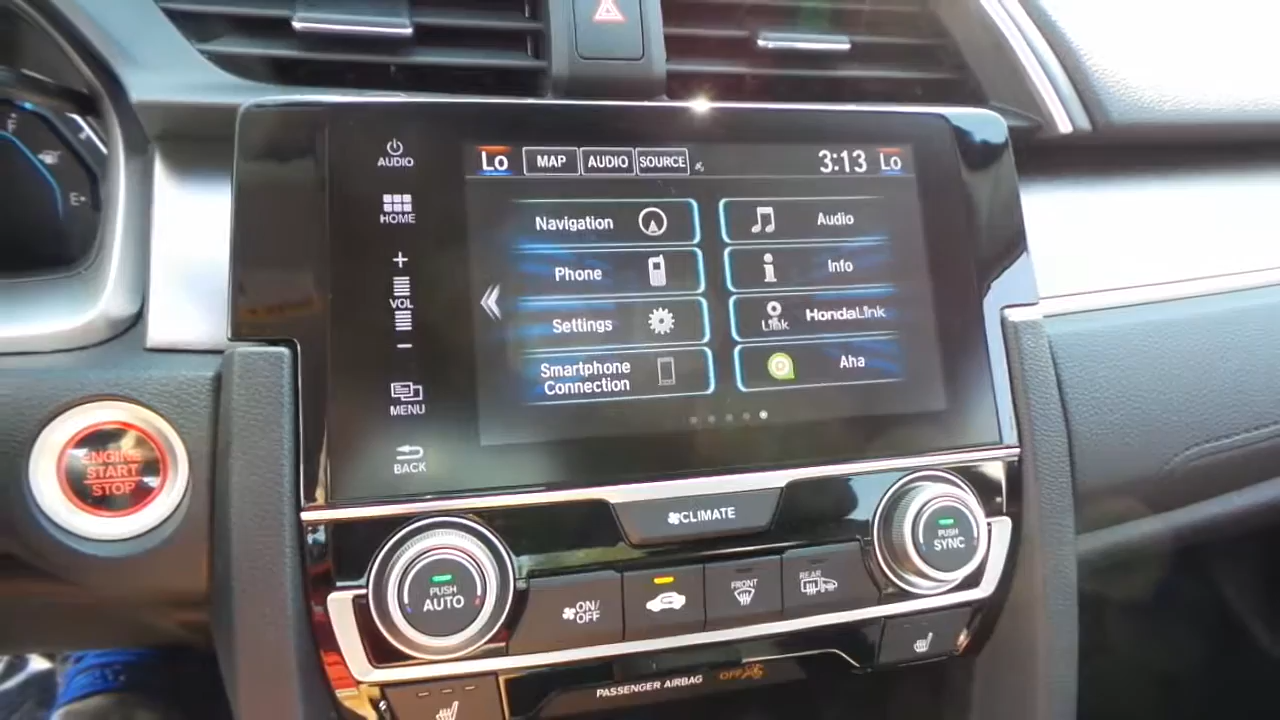 F
E
AUDIO
HOME
+
VOL
−
MENU
BACK
Lo MAP AUDIO SOURCE 3:13 Lo
Navigation
Audio
Phone
Info
Settings
Link HondaLink
Smartphone
Connection
Aha
ENGINE
START
STOP
CLIMATE
PUSH
AUTO
ON/
OFF
FRONT
REAR
PUSH
SYNC
PASSENGER AIRBAG OFF